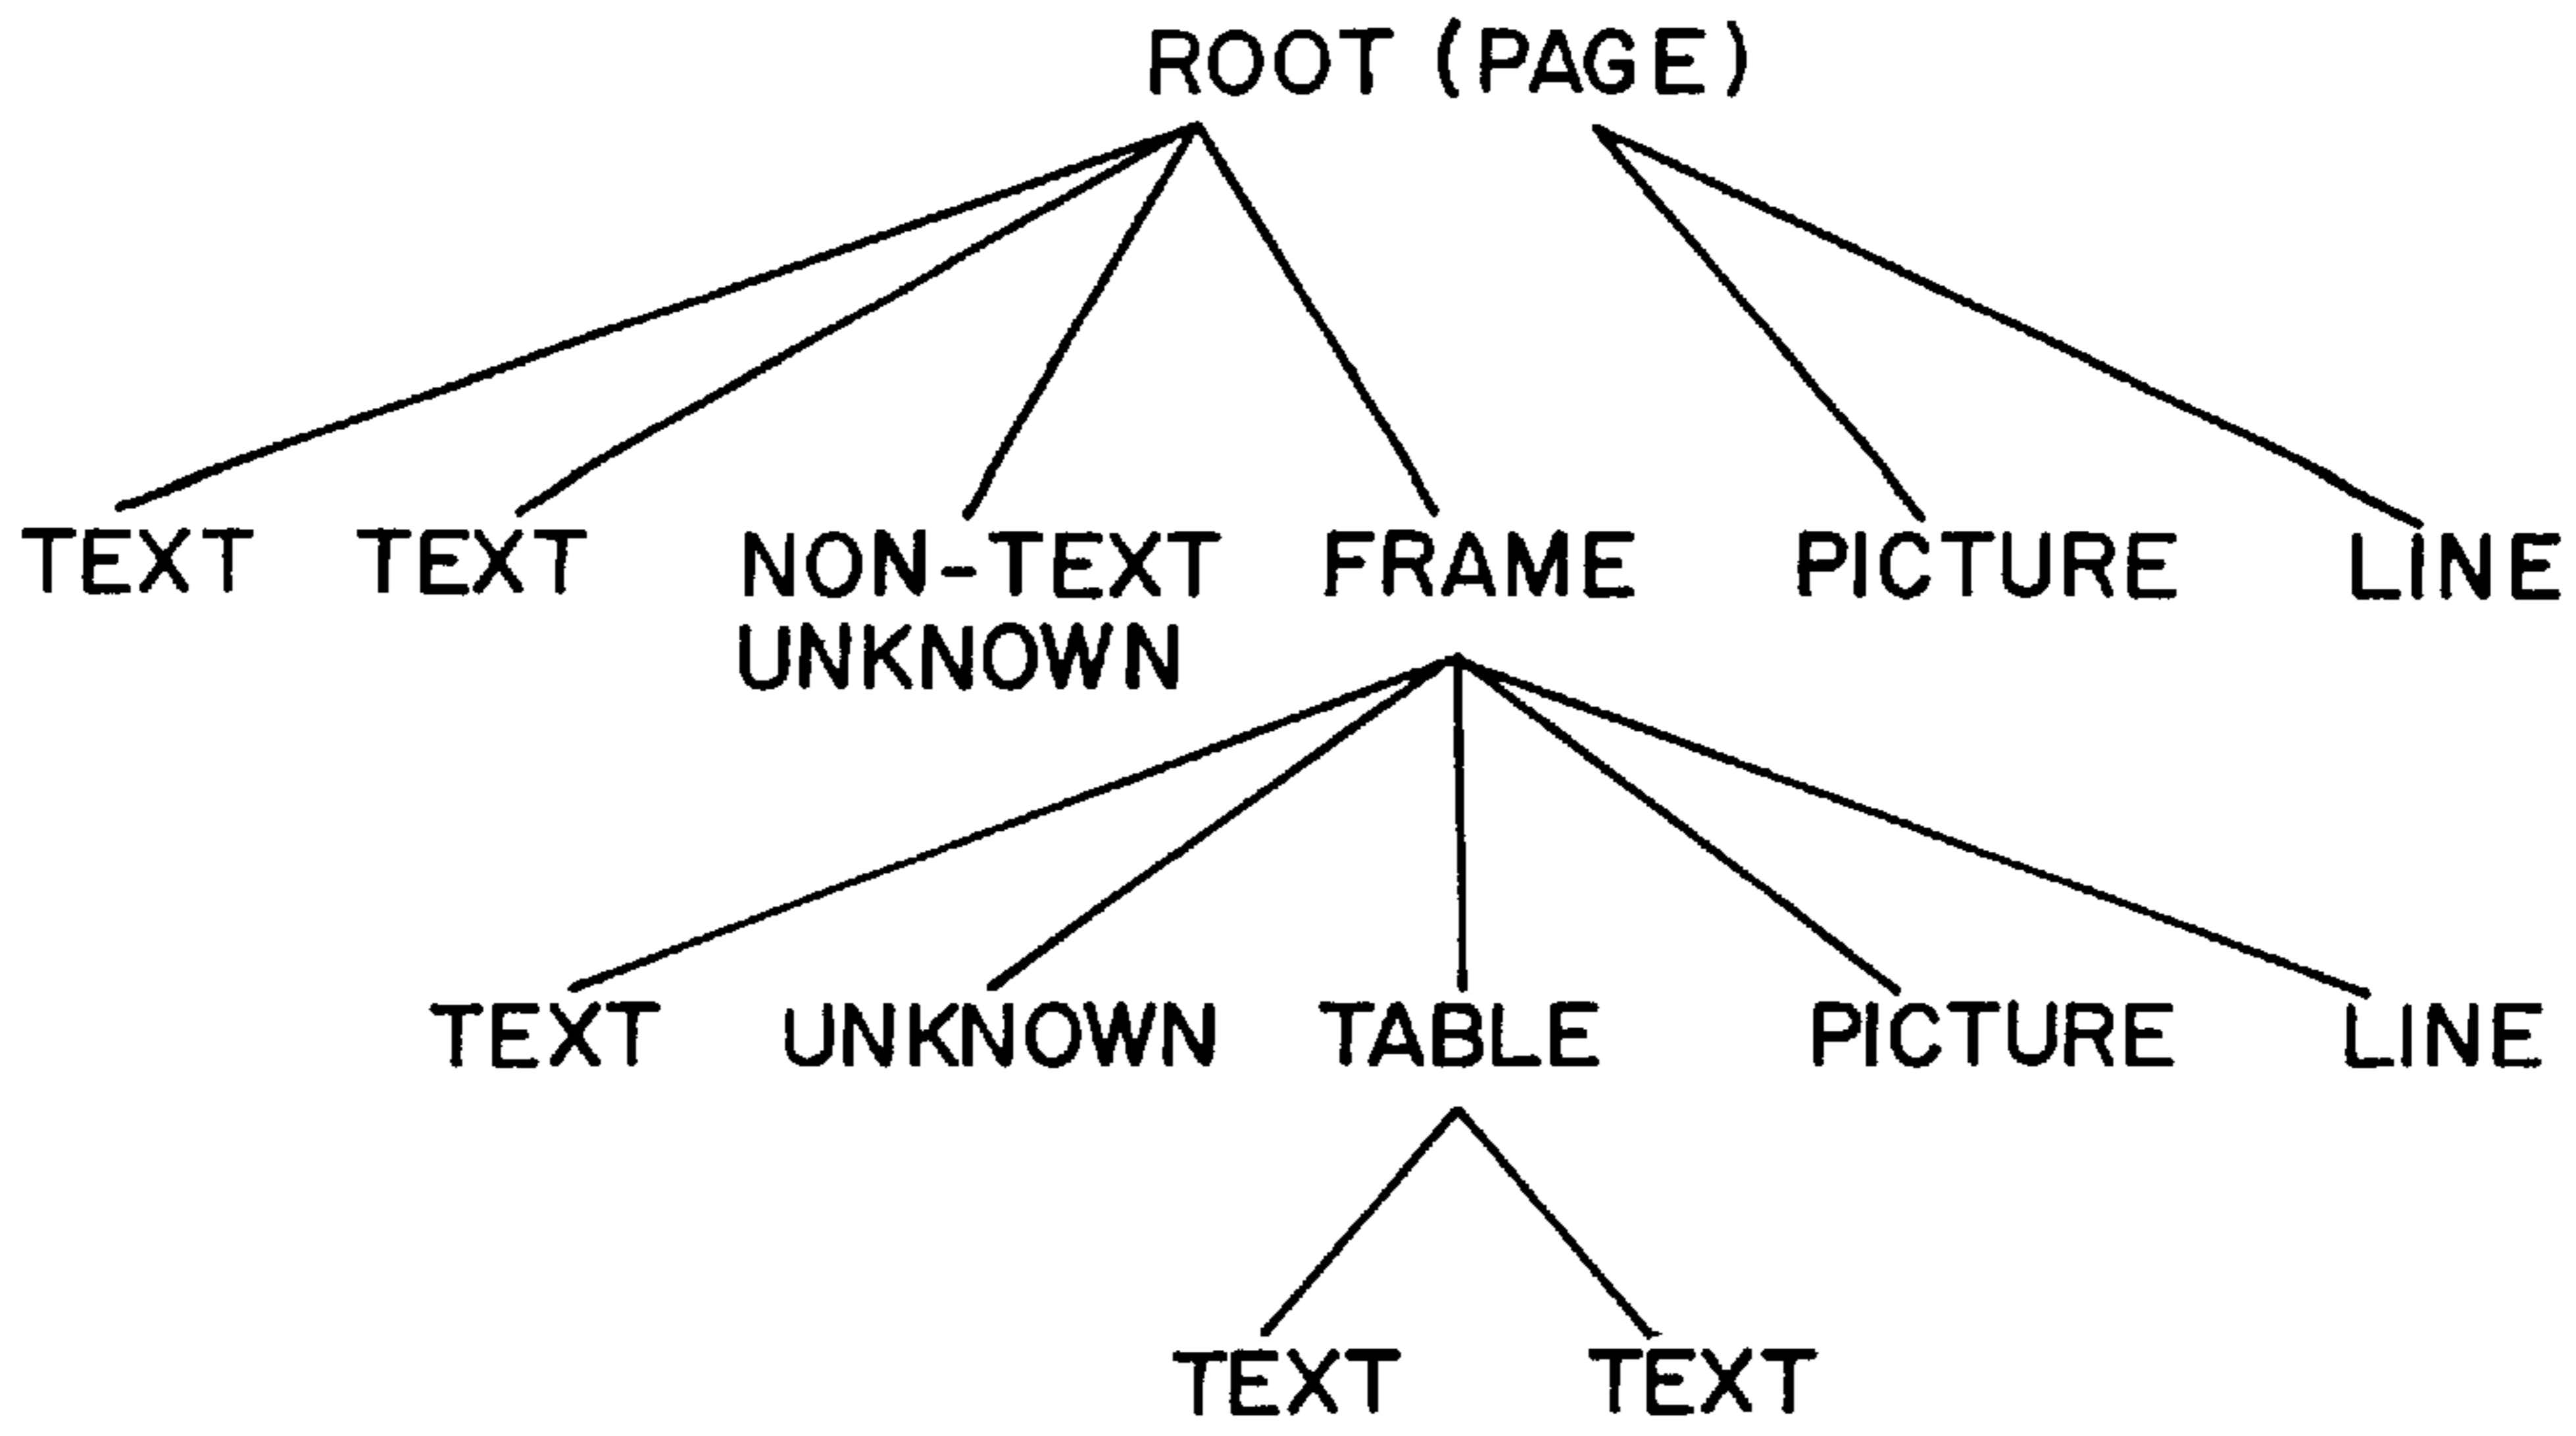 ROOT (PAGE)
TEXT TEXT NON-TEXT FRAME PICTURE LINE
UNKNOWN
TEXT UNKNOWN TABLE PICTURE LINE
TEXT TEXT